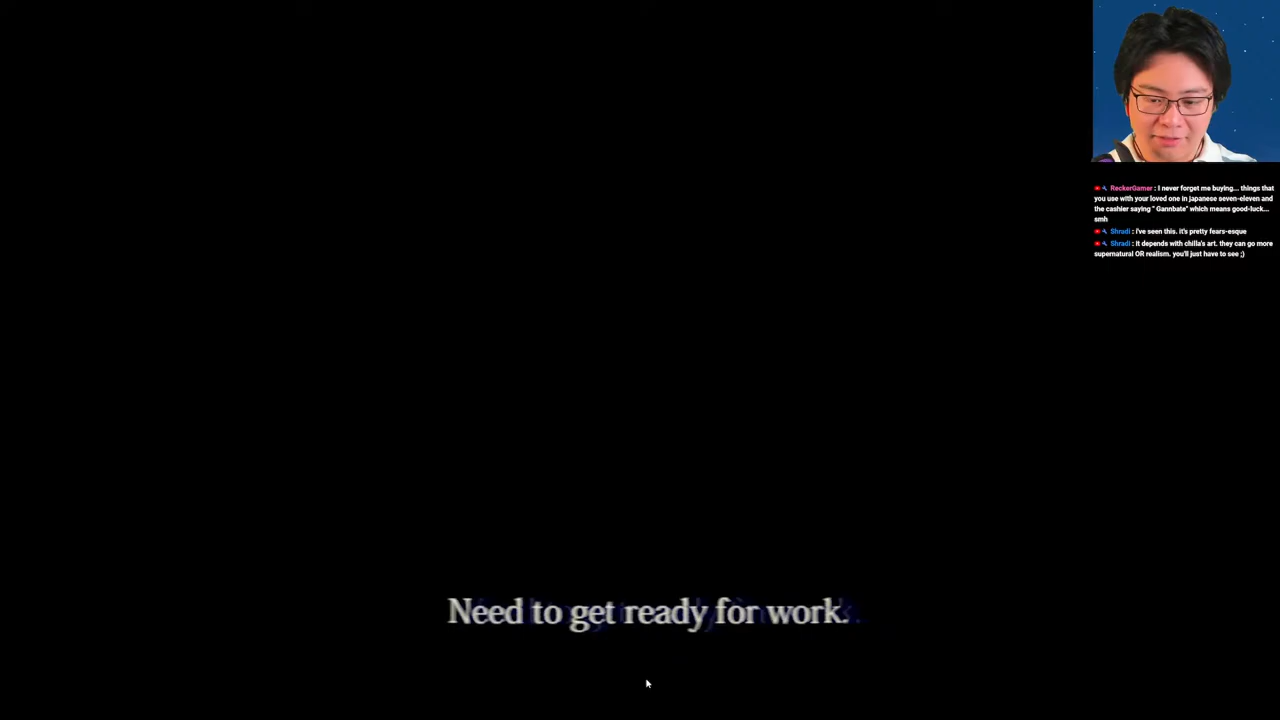 ReckerGamer : I never forget me buying... things that
you use with your loved one in japanese seven-eleven and
the cashier saying " Gannbate" which means good-luck...
smh
Shradi : I've seen this. it's pretty fears-esque
Shradi : It depends with chilla's art. they can go more
supernatural OR realism. you'll just have to see ;)
Need to get ready for work.